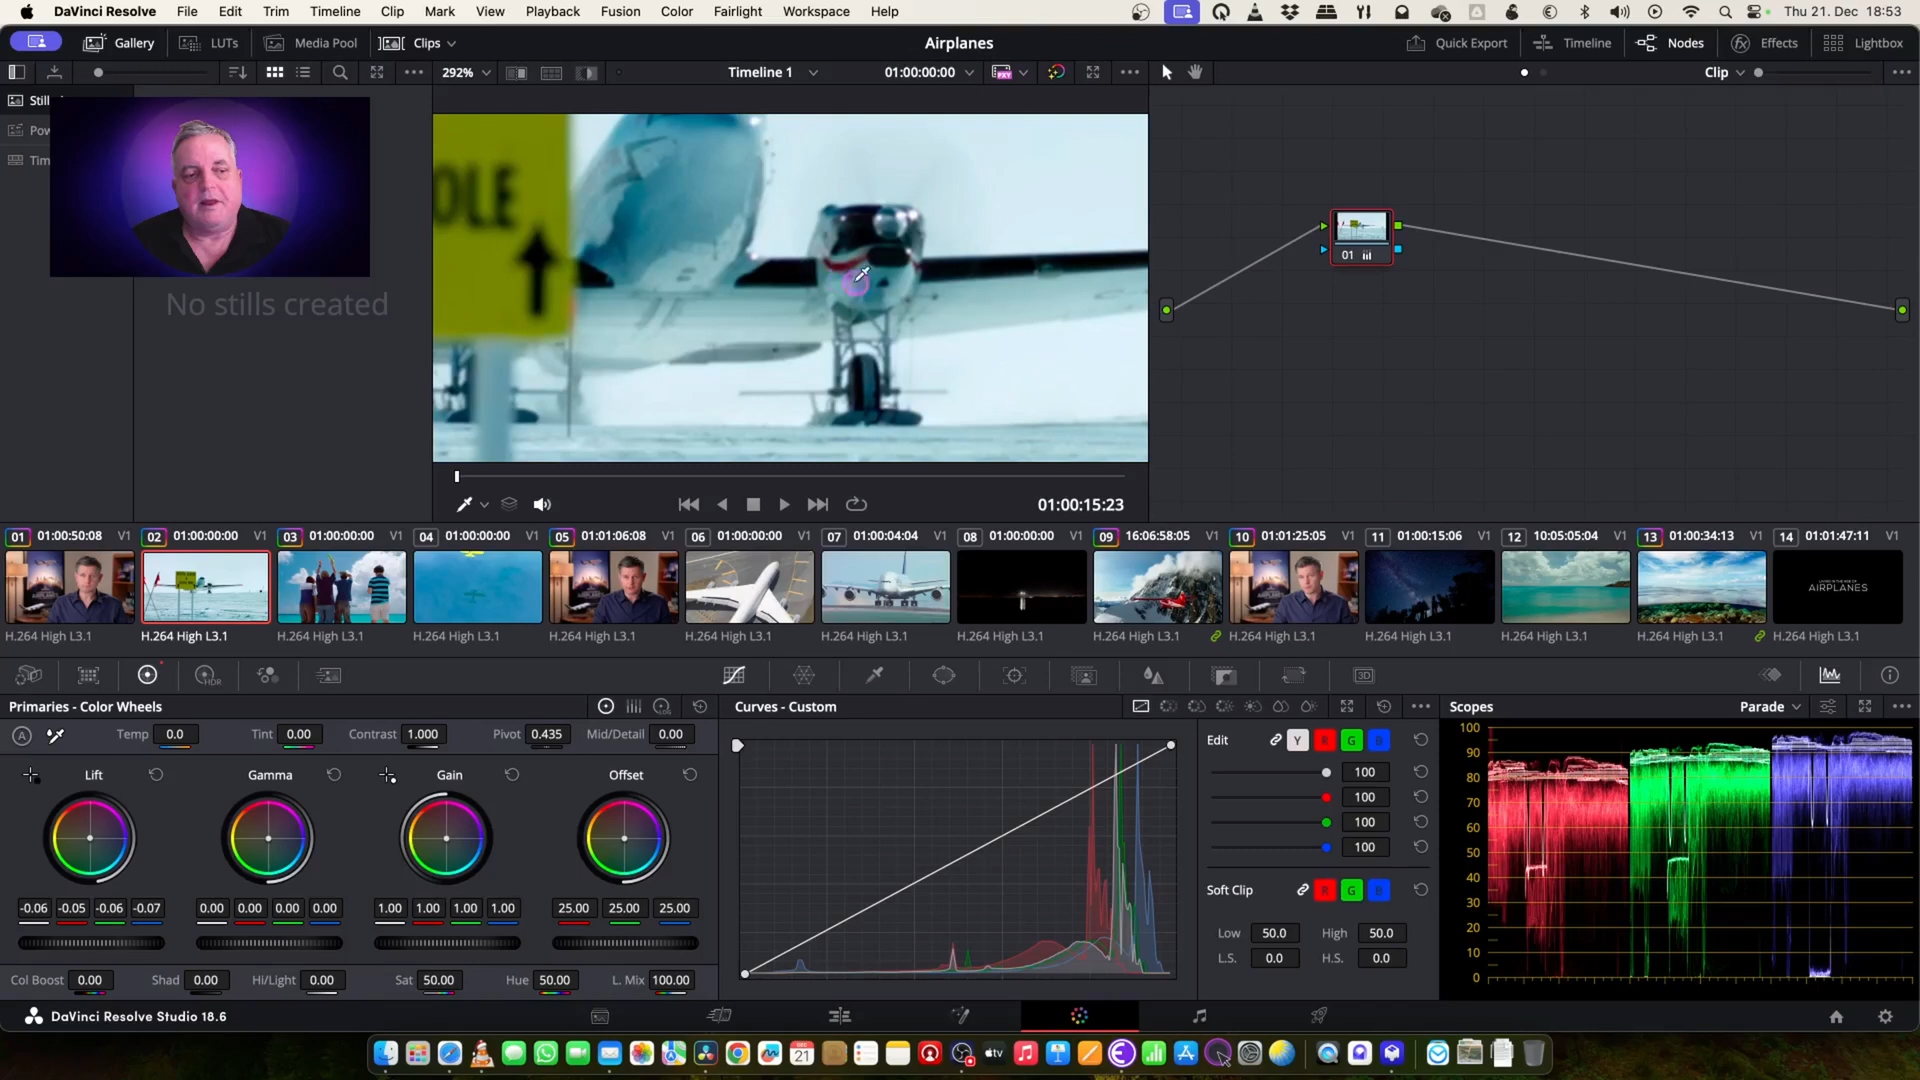 DaVinci Resolve File Edit Trim Timeline Clip Mark View Playback Fusion Color Fairlight Workspace Help Thu 21. Dec 18:53
Gallery LUTs Media Pool Clips Airplanes Quick Export Timeline Nodes Effects Lightbox
292% Timeline 1 01:00:00:00 PXY Clip
Still
Pow
Tim
No stills created
OLE
01
01:00:15:23
01 01:00:50:08 V1 02 01:00:00:00 V1 03 01:00:00:00 V1 04 01:00:00:00 V1 05 01:01:06:08 V1 06 01:00:00:00 V1 07 01:00:04:04 V1 08 01:00:00:00 V1 09 16:06:58:05 V1 10 01:01:25:05 V1 11 01:00:15:06 V1 12 10:05:05:04 V1 13 01:00:34:13 V1 14 01:01:47:11 V1
AIRPLANES
H.264 High L3.1 H.264 High L3.1 H.264 High L3.1 H.264 High L3.1 H.264 High L3.1 H.264 High L3.1 H.264 High L3.1 H.264 High L3.1 H.264 High L3.1 H.264 High L3.1 H.264 High L3.1 H.264 High L3.1 H.264 High L3.1 H.264 High L3.1
HDR 3D
Primaries - Color Wheels LOG Curves - Custom Scopes Parade
A Temp 0.0 Tint 0.00 Contrast 1.000 Pivot 0.435 Mid/Detail 0.00
Lift Gamma Gain Offset
-0.06 -0.05 -0.06 -0.07 0.00 0.00 0.00 0.00 1.00 1.00 1.00 1.00 25.00 25.00 25.00
Col Boost 0.00 Shad 0.00 Hi/Light 0.00 Sat 50.00 Hue 50.00 L. Mix 100.00
Edit Y R G B
100
100
100
100
Soft Clip R G B
Low 50.0 High 50.0
L.S. 0.0 H.S. 0.0
100
90
80
70
60
50
40
30
20
10
0
DaVinci Resolve Studio 18.6
DEC 21 tv